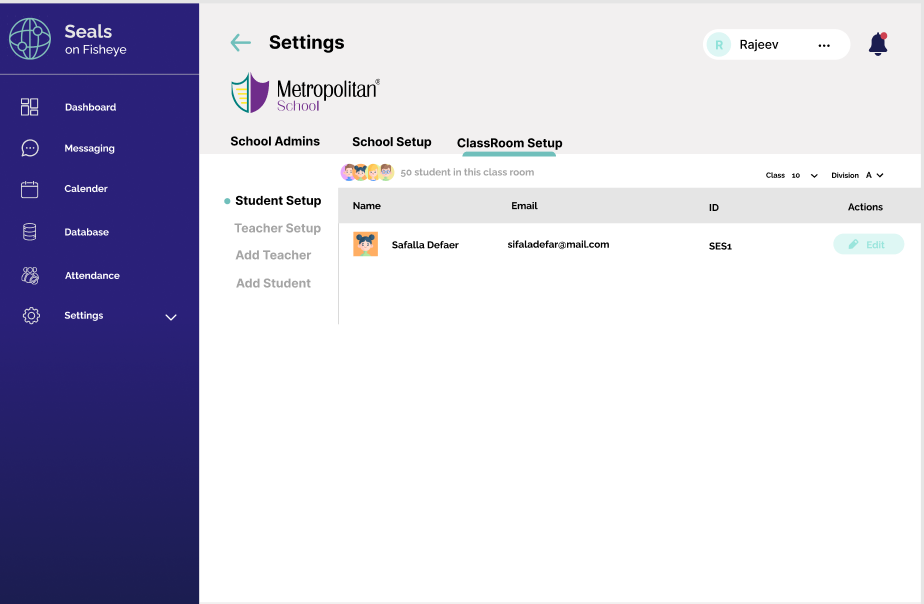 Seals
on Fisheye
Dashboard
Messaging
Calender
Database
Attendance
Settings
Settings
R Rajeev ...
Metropolitan®
School
School Admins School Setup ClassRoom Setup
50 student in this class room Class 10 Division A
Student Setup
Teacher Setup
Add Teacher
Add Student
Name Email ID Actions
Safalla Defaer sifaladefar@mail.com SES1 Edit